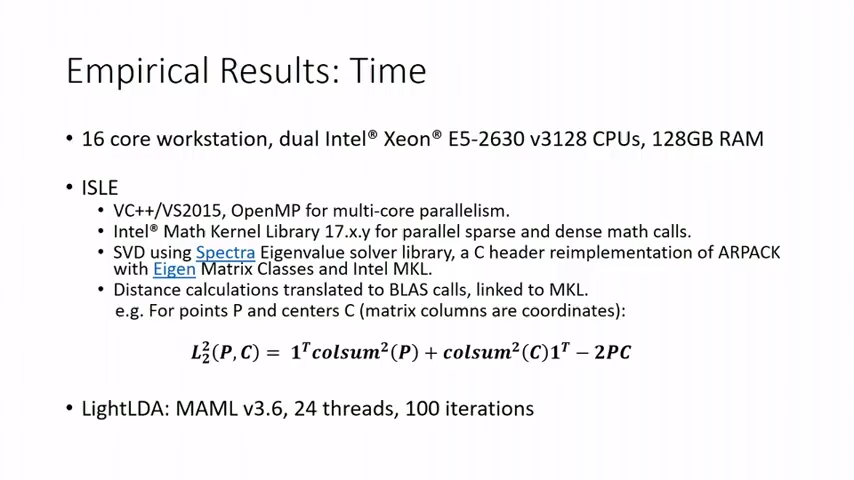 Empirical Results: Time
• 16 core workstation, dual Intel® Xeon® E5-2630 v3128 CPUs, 128GB RAM
• ISLE
• VC++/VS2015, OpenMP for multi-core parallelism.
• Intel® Math Kernel Library 17.x.y for parallel sparse and dense math calls.
• SVD using Spectra Eigenvalue solver library, a C header reimplementation of ARPACK
with Eigen Matrix Classes and Intel MKL.
• Distance calculations translated to BLAS calls, linked to MKL.
e.g. For points P and centers C (matrix columns are coordinates):
L₂²(P, C) = 1ᵀcolsum²(P) + colsum²(C)1ᵀ − 2PC
• LightLDA: MAML v3.6, 24 threads, 100 iterations